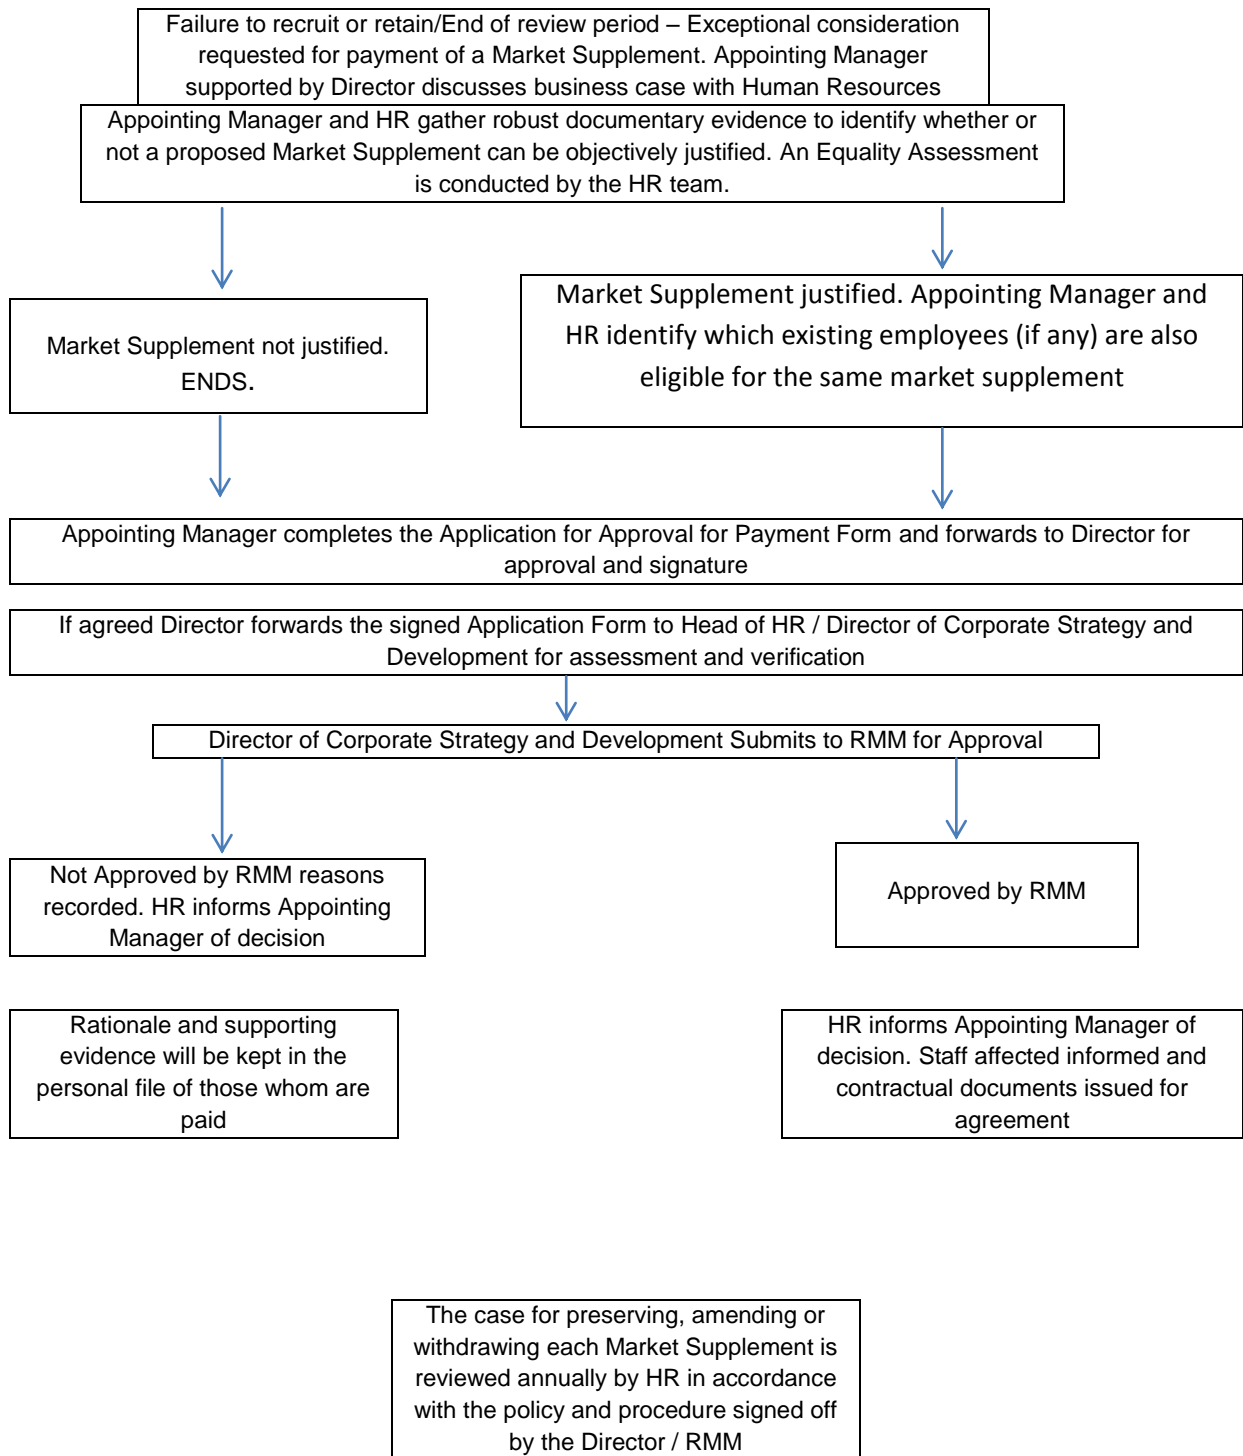 Failure to recruit or retain/End of review period – Exceptional consideration
requested for payment of a Market Supplement. Appointing Manager
supported by Director discusses business case with Human Resources
Appointing Manager and HR gather robust documentary evidence to identify whether or
not a proposed Market Supplement can be objectively justified. An Equality Assessment
is conducted by the HR team.
Market Supplement not justified.
ENDS.
Market Supplement justified. Appointing Manager and
HR identify which existing employees (if any) are also
eligible for the same market supplement
Appointing Manager completes the Application for Approval for Payment Form and forwards to Director for
approval and signature
If agreed Director forwards the signed Application Form to Head of HR / Director of Corporate Strategy and
Development for assessment and verification
Director of Corporate Strategy and Development Submits to RMM for Approval
Not Approved by RMM reasons
recorded. HR informs Appointing
Manager of decision
Approved by RMM
Rationale and supporting
evidence will be kept in the
personal file of those whom are
paid
HR informs Appointing Manager of
decision. Staff affected informed and
contractual documents issued for
agreement
The case for preserving, amending or
withdrawing each Market Supplement is
reviewed annually by HR in accordance
with the policy and procedure signed off
by the Director / RMM